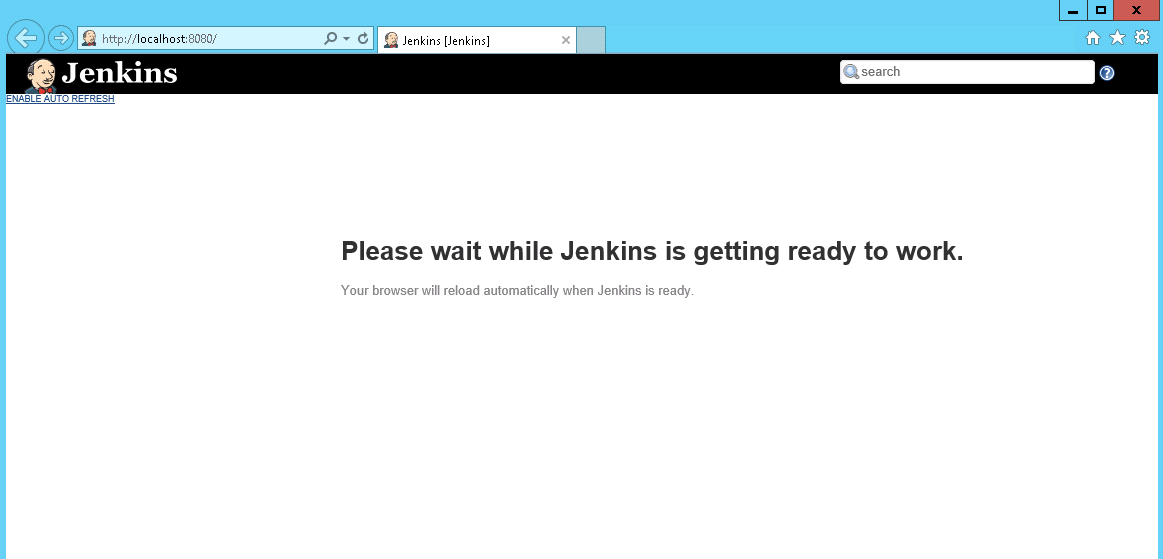 http://localhost:8080/
Jenkins [Jenkins]
Jenkins
search
ENABLE AUTO REFRESH
Please wait while Jenkins is getting ready to work.
Your browser will reload automatically when Jenkins is ready.